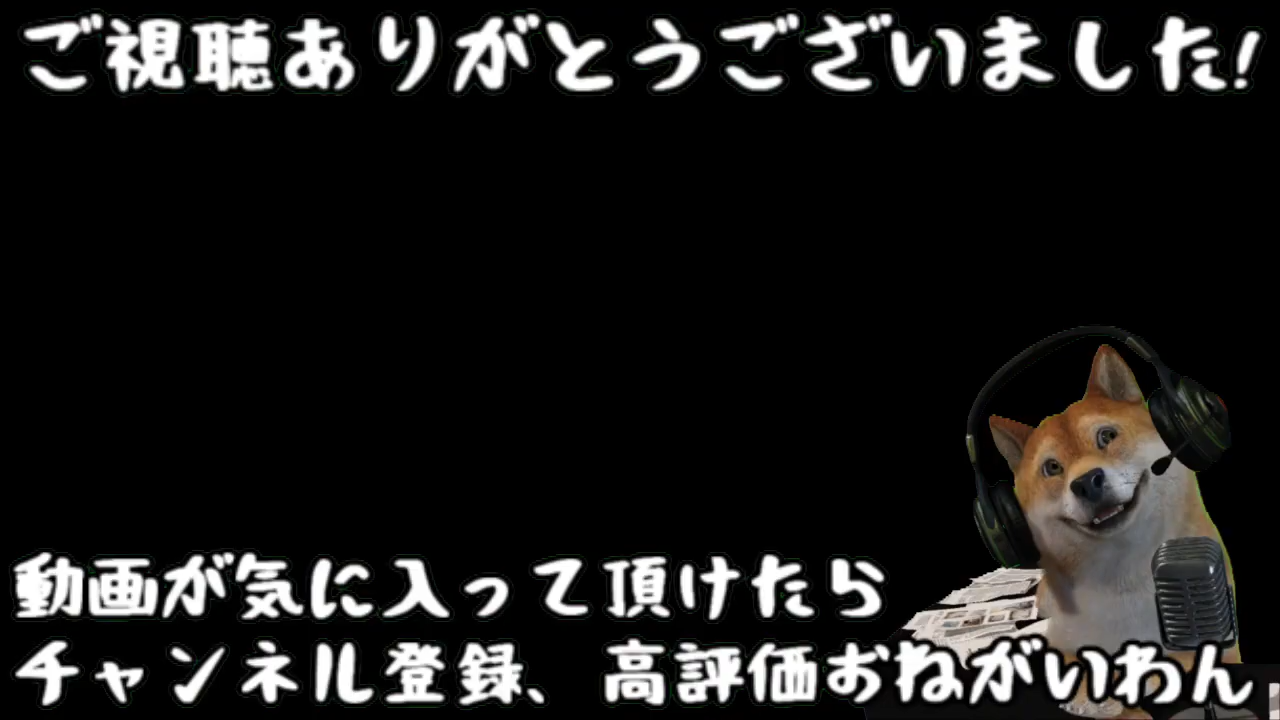 ご視聴ありがとうございました!
動画が気に入って頂けたら
チャンネル登録、高評価おねがいわん